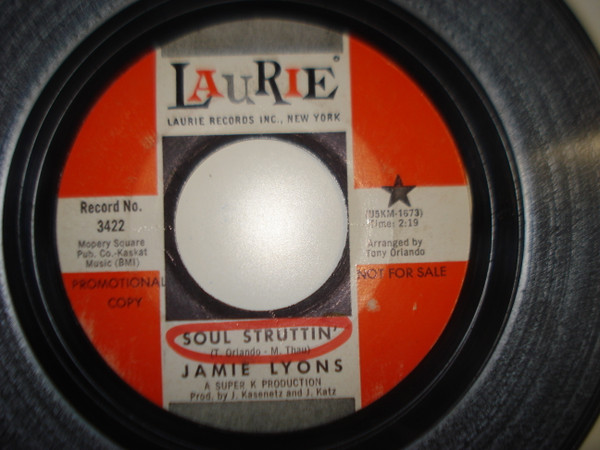 LAURIE®
LAURIE RECORDS INC., NEW YORK
Record No.
3422
Mopery Square
Pub. Co.-Kaskat
Music (BMI)
PROMOTIONAL
COPY
(USKM-1673)
Time: 2:19
Arranged by
Tony Orlando
NOT FOR SALE
SOUL STRUTTIN'
(T. Orlando - M. Thau)
JAMIE LYONS
A SUPER K PRODUCTION
Prod. by J. Kasenetz and J. Katz